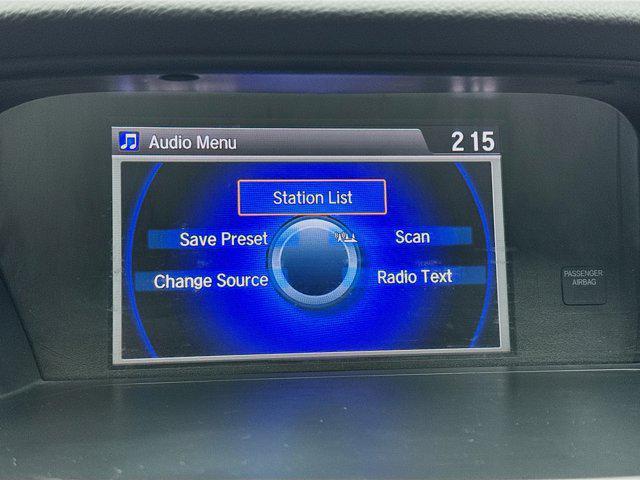 Audio Menu
2 15
Station List
Save Preset
Scan
Change Source
Radio Text
PASSENGER
AIRBAG